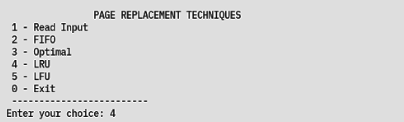 PAGE REPLACEMENT TECHNIQUES
1 - Read Input
2 - FIFO
3 - Optimal
4 - LRU
5 - LFU
0 - Exit
-------------------------
Enter your choice: 4